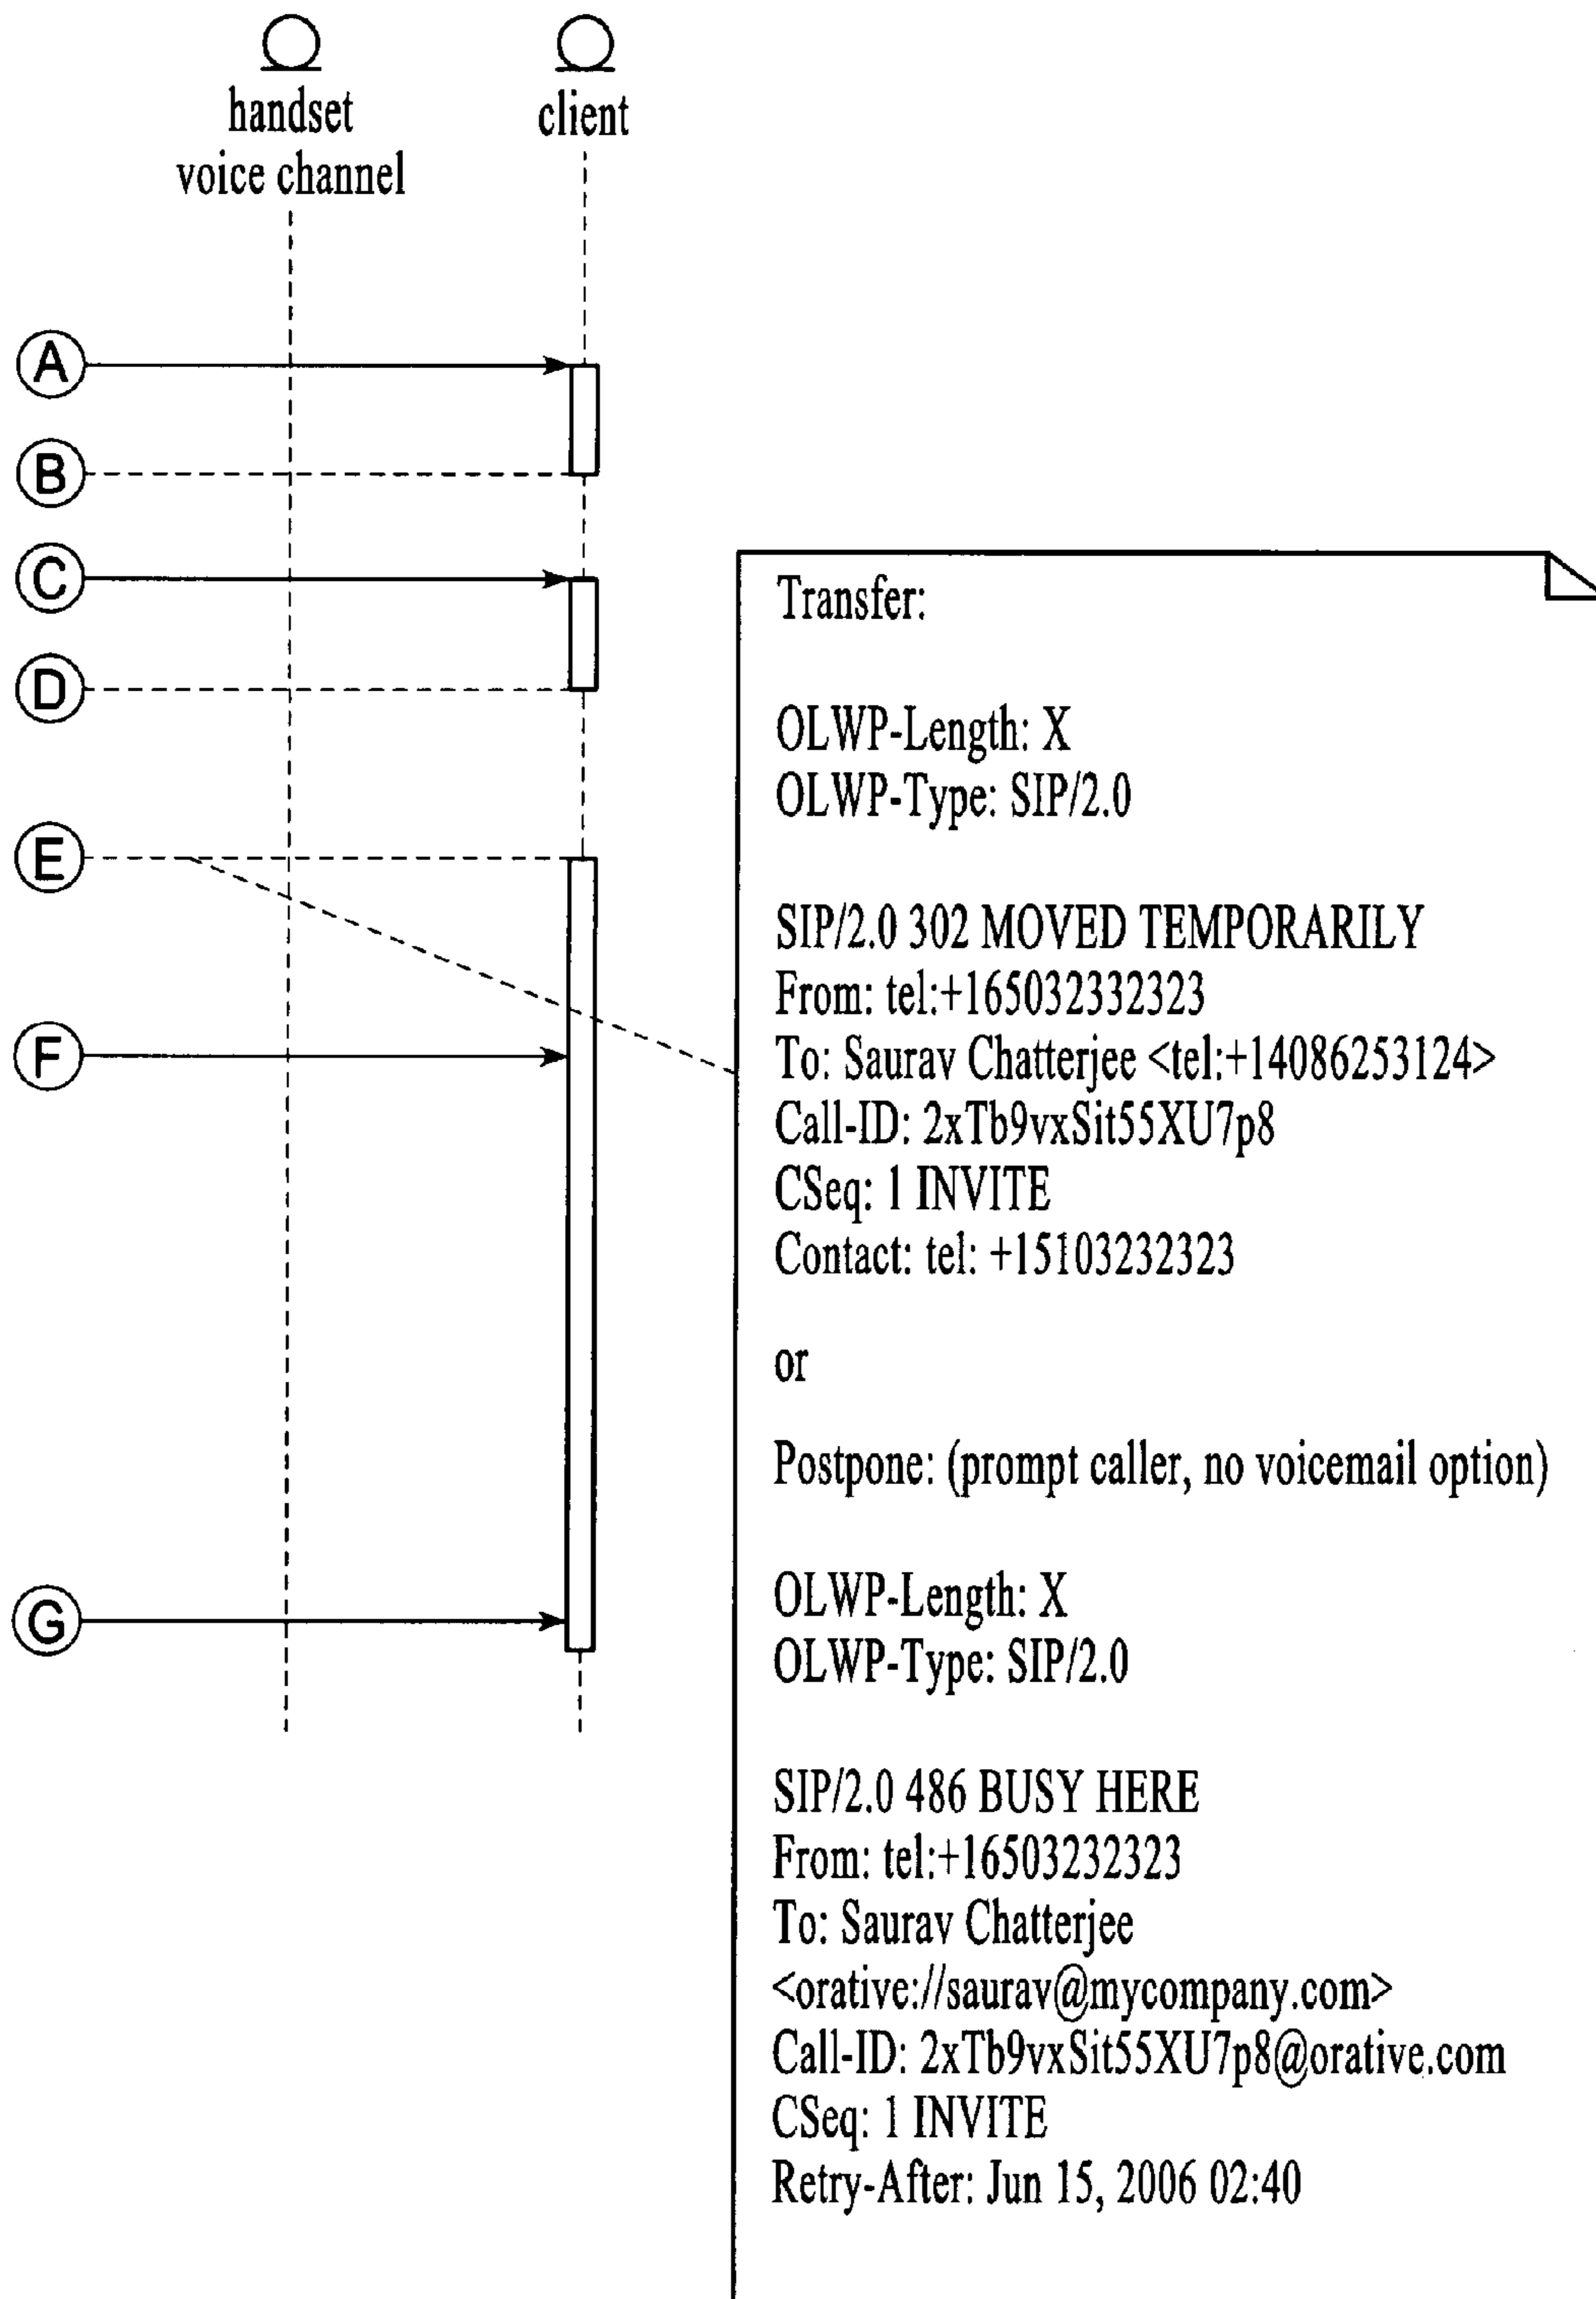 handset
voice channel
client
A
B
C
D
E
F
G
Transfer:
OLWP-Length: X
OLWP-Type: SIP/2.0
SIP/2.0 302 MOVED TEMPORARILY
From: tel:+165032332323
To: Saurav Chatterjee <tel:+14086253124>
Call-ID: 2xTb9vxSit55XU7p8
CSeq: 1 INVITE
Contact: tel: +15103232323
or
Postpone: (prompt caller, no voicemail option)
OLWP-Length: X
OLWP-Type: SIP/2.0
SIP/2.0 486 BUSY HERE
From: tel:+16503232323
To: Saurav Chatterjee
<orative://saurav@mycompany.com>
Call-ID: 2xTb9vxSit55XU7p8@orative.com
CSeq: 1 INVITE
Retry-After: Jun 15, 2006 02:40